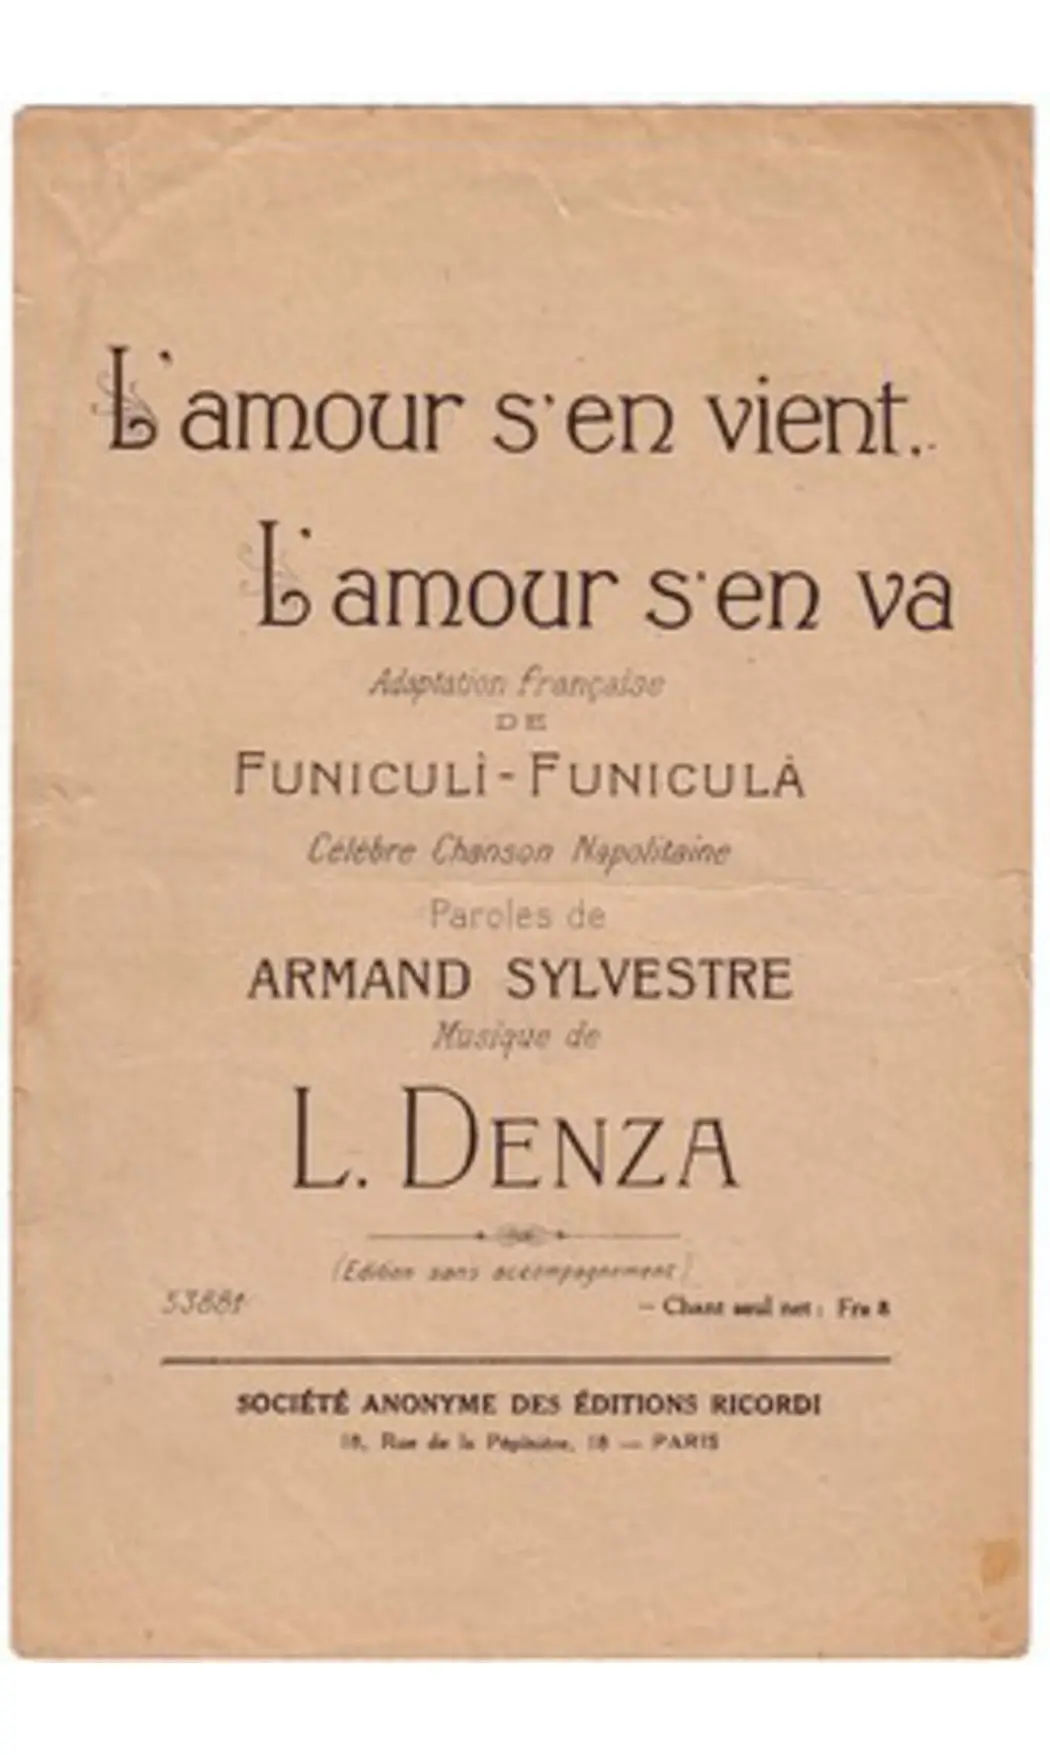 L'amour s'en vient..
L'amour s'en va
Adaptation française
DE
FUNICULÌ-FUNICULÀ
Célèbre Chanson Napolitaine
Paroles de
ARMAND SYLVESTRE
Musique de
L. DENZA
(Edition sans accompagnement)
53881
— Chant seul net : Frs 8
SOCIÉTÉ ANONYME DES ÉDITIONS RICORDI
18, Rue de la Pépinière, 18 — PARIS